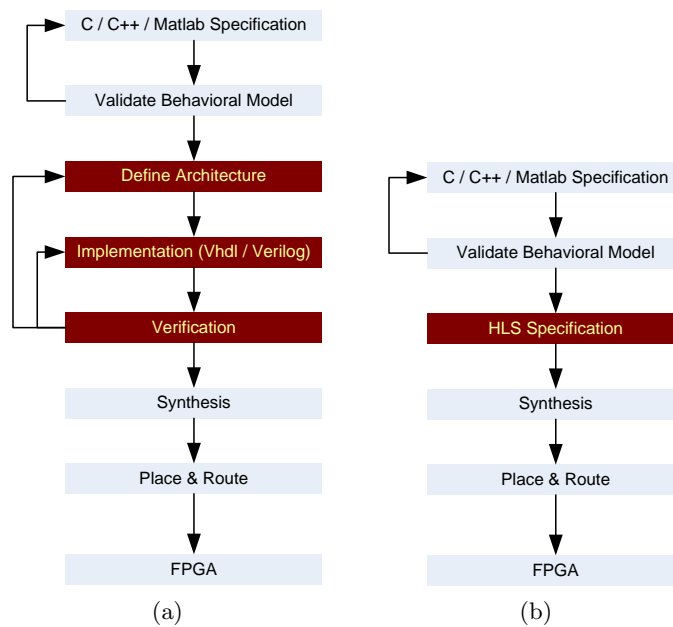 C / C++ / Matlab Specification
Validate Behavioral Model
Define Architecture
Implementation (Vhdl / Verilog)
Verification
Synthesis
Place & Route
FPGA
(a)
C / C++ / Matlab Specification
Validate Behavioral Model
HLS Specification
Synthesis
Place & Route
FPGA
(b)